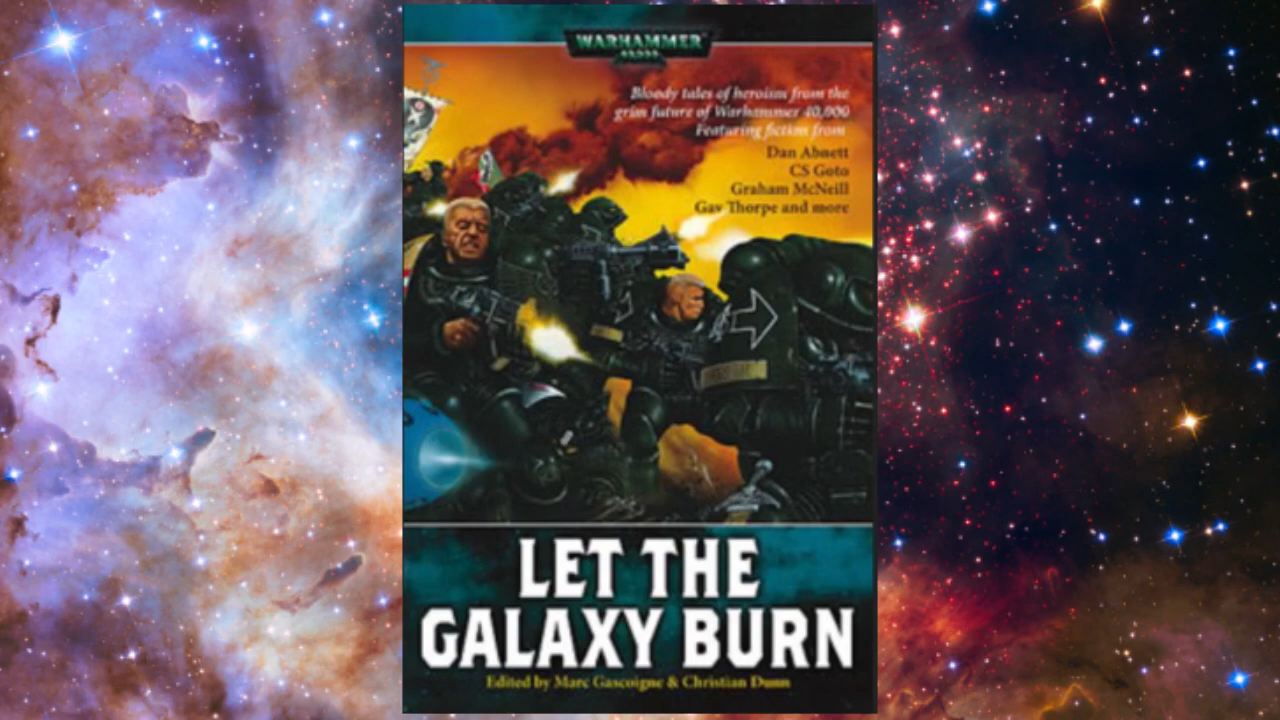 WARHAMMER
40,000
Bloody tales of heroism from the
grim future of Warhammer 40,000
Featuring fiction from
Dan Abnett
CS Goto
Graham McNeill
Gav Thorpe and more
LET THE
GALAXY BURN
Edited by Marc Gascoigne & Christian Dunn